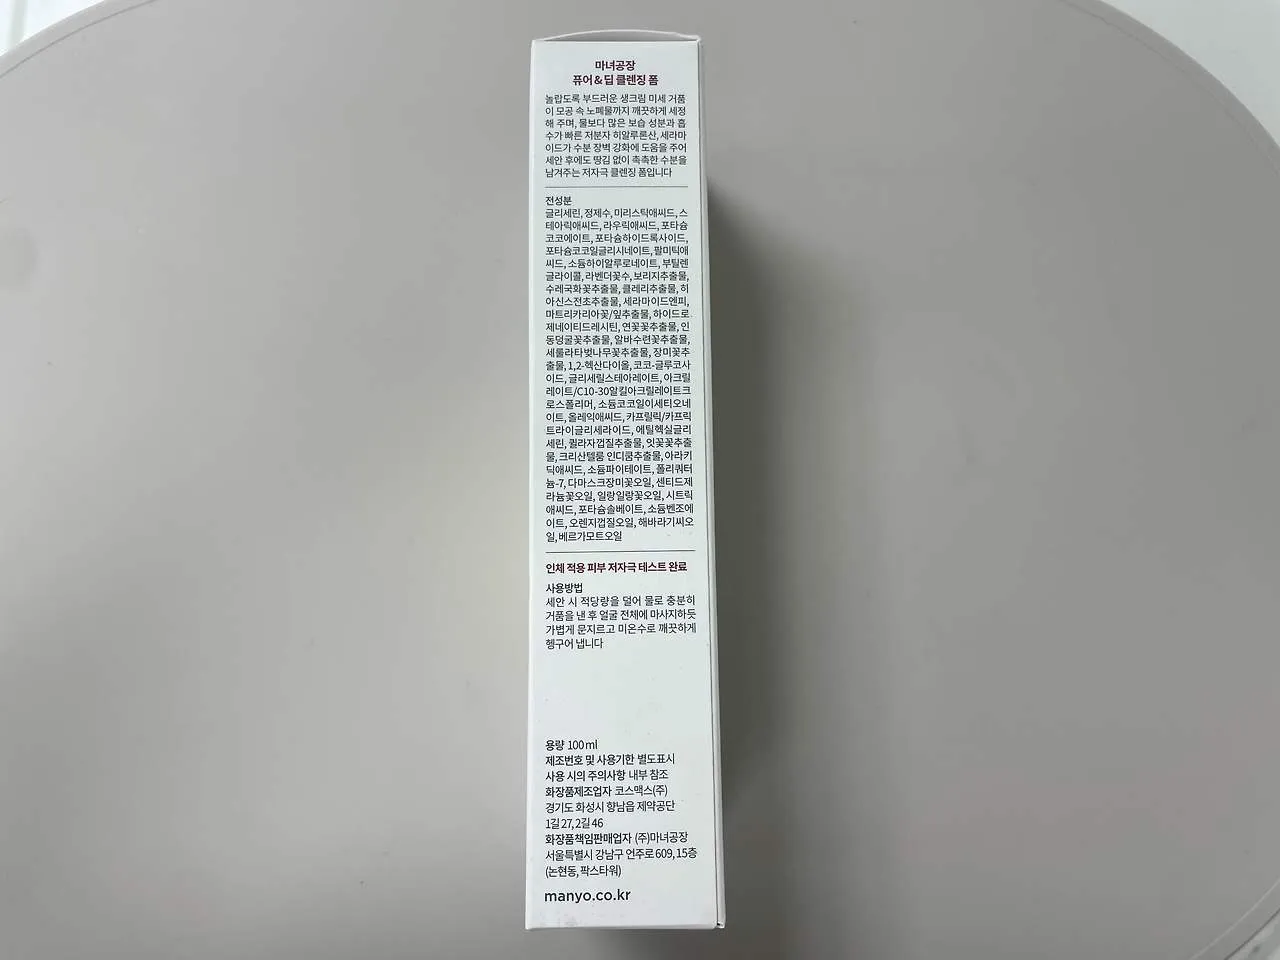 마녀공장
퓨어 & 딥 클렌징 폼
놀랍도록 부드러운 생크림 미세 거품
이 모공 속 노폐물까지 깨끗하게 세정
해 주며, 물보다 많은 보습 성분과 흡
수가 빠른 저분자 히알루론산, 세라마
이드가 수분 장벽 강화에 도움을 주어
세안 후에도 땅김 없이 촉촉한 수분을
남겨주는 저자극 클렌징 폼입니다
전성분
글리세린, 정제수, 미리스틱애씨드, 스
테아릭애씨드, 라우릭애씨드, 포타슘
코코에이트, 포타슘하이드록사이드,
포타슘코코일글리시네이트, 팔미틱애
씨드, 소듐하이알루로네이트, 부틸렌
글라이콜, 라벤더꽃수, 보리지추출물,
수레국화꽃추출물, 클레리추출물, 히
아신스전초추출물, 세라마이드엔피,
마트리카리아꽃/잎추출물, 하이드로
제네이티드레시틴, 연꽃꽃추출물, 인
동덩굴꽃추출물, 알바수련꽃추출물,
세룰라타벚나무꽃추출물, 장미꽃추
출물, 1,2-헥산다이올, 코코-글루코사
이드, 글리세릴스테아레이트, 아크릴
레이트/C10-30알킬아크릴레이트크
로스폴리머, 소듐코코일이세티오네
이트, 올레익애씨드, 카프릴릭/카프릭
트라이글리세라이드, 에틸헥실글리
세린, 퀼라자껍질추출물, 잇꽃꽃추출
물, 크리산텔룸 인디쿰추출물, 아라키
딕애씨드, 소듐파이테이트, 폴리쿼터
늄-7, 다마스크장미꽃오일, 센티드제
라늄꽃오일, 일랑일랑꽃오일, 시트릭
애씨드, 포타슘솔베이트, 소듐벤조에
이트, 오렌지껍질오일, 해바라기씨오
일, 베르가모트오일
인체 적용 피부 저자극 테스트 완료
사용방법
세안 시 적당량을 덜어 물로 충분히
거품을 낸 후 얼굴 전체에 마사지하듯
가볍게 문지르고 미온수로 깨끗하게
헹구어 냅니다
용량 100ml
제조번호 및 사용기한 별도표시
사용 시의 주의사항 내부 참조
화장품제조업자 코스맥스(주)
경기도 화성시 향남읍 제약공단
1길 27, 2길 46
화장품책임판매업자 (주)마녀공장
서울특별시 강남구 언주로 609, 15층
(논현동, 팍스타워)
manyo.co.kr